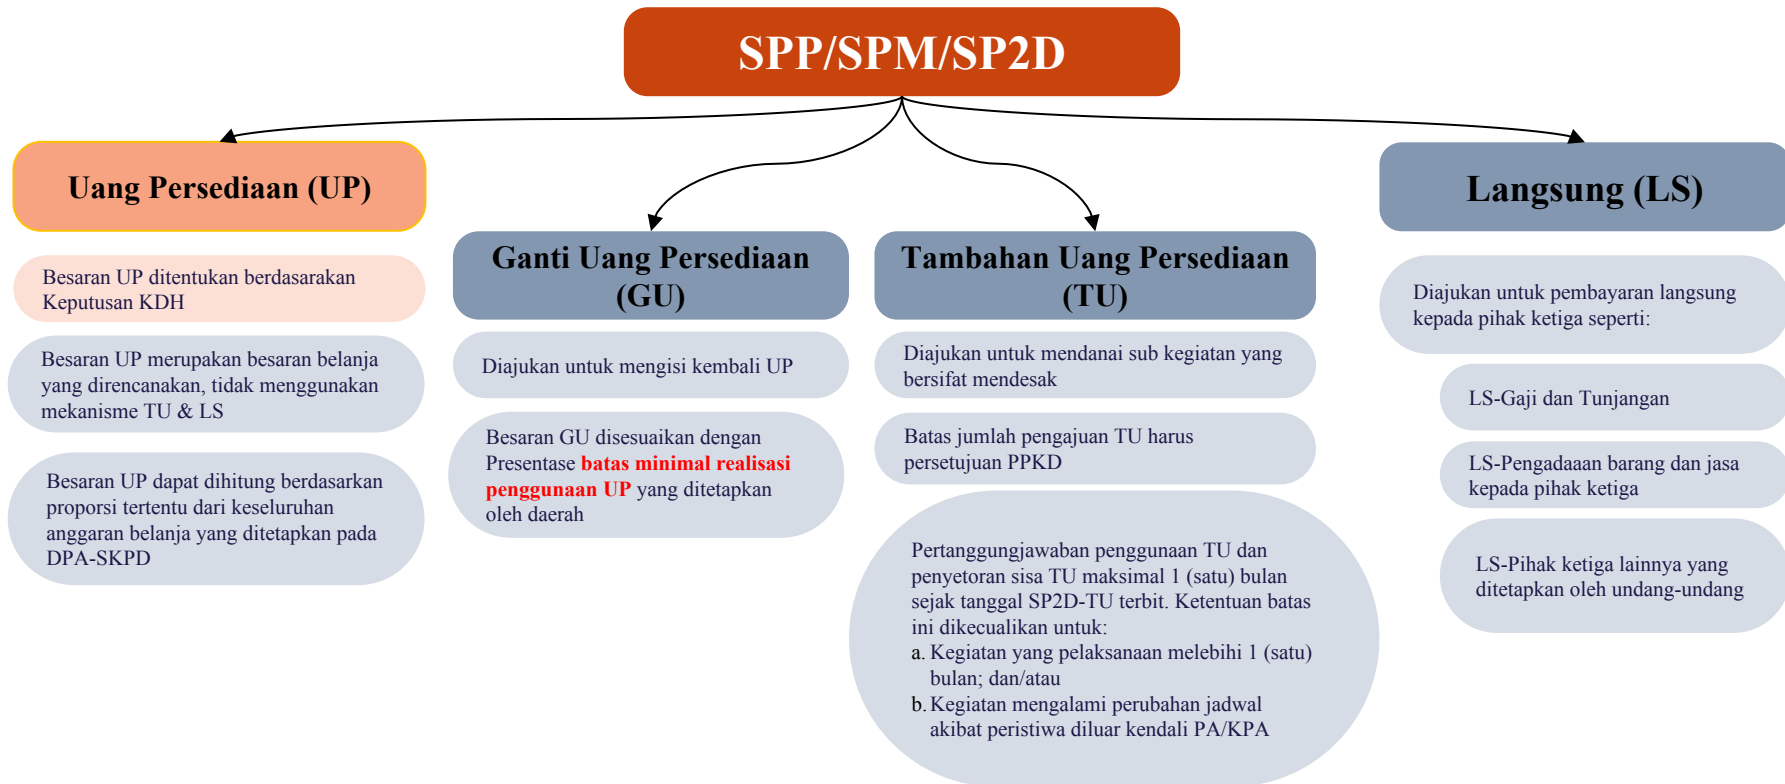 SPP/SPM/SP2D
Uang Persediaan (UP)
Besaran UP ditentukan berdasarakan
Keputusan KDH
Besaran UP merupakan besaran belanja
yang direncanakan, tidak menggunakan
mekanisme TU & LS
Besaran UP dapat dihitung berdasarkan
proporsi tertentu dari keseluruhan
anggaran belanja yang ditetapkan pada
DPA-SKPD
Ganti Uang Persediaan
(GU)
Diajukan untuk mengisi kembali UP
Besaran GU disesuaikan dengan
Presentase batas minimal realisasi
penggunaan UP yang ditetapkan
oleh daerah
Tambahan Uang Persediaan
(TU)
Diajukan untuk mendanai sub kegiatan yang
bersifat mendesak
Batas jumlah pengajuan TU harus
persetujuan PPKD
Pertanggungjawaban penggunaan TU dan
penyetoran sisa TU maksimal 1 (satu) bulan
sejak tanggal SP2D-TU terbit. Ketentuan batas
ini dikecualikan untuk:
a. Kegiatan yang pelaksanaan melebihi 1 (satu)
bulan; dan/atau
b. Kegiatan mengalami perubahan jadwal
akibat peristiwa diluar kendali PA/KPA
Langsung (LS)
Diajukan untuk pembayaran langsung
kepada pihak ketiga seperti:
LS-Gaji dan Tunjangan
LS-Pengadaaan barang dan jasa
kepada pihak ketiga
LS-Pihak ketiga lainnya yang
ditetapkan oleh undang-undang